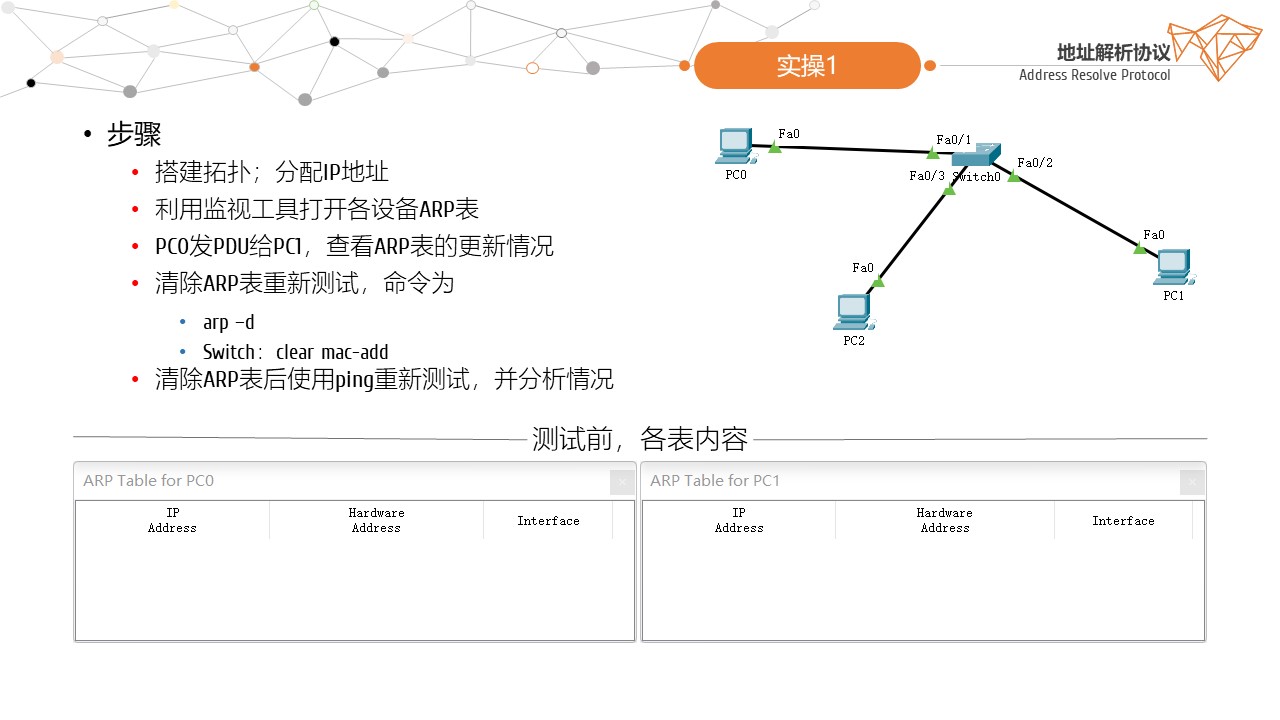 实操1
地址解析协议
Address Resolve Protocol
• 步骤
• 搭建拓扑；分配IP地址
• 利用监视工具打开各设备ARP表
• PC0发PDU给PC1，查看ARP表的更新情况
• 清除ARP表重新测试，命令为
• arp –d
• Switch：clear mac-add
• 清除ARP表后使用ping重新测试，并分析情况
Fa0
PC0
Fa0/1
Fa0/2
Fa0/3
Switch0
Fa0
PC1
Fa0
PC2
测试前，各表内容
ARP Table for PC0
IP Address
Hardware Address
Interface
ARP Table for PC1
IP Address
Hardware Address
Interface